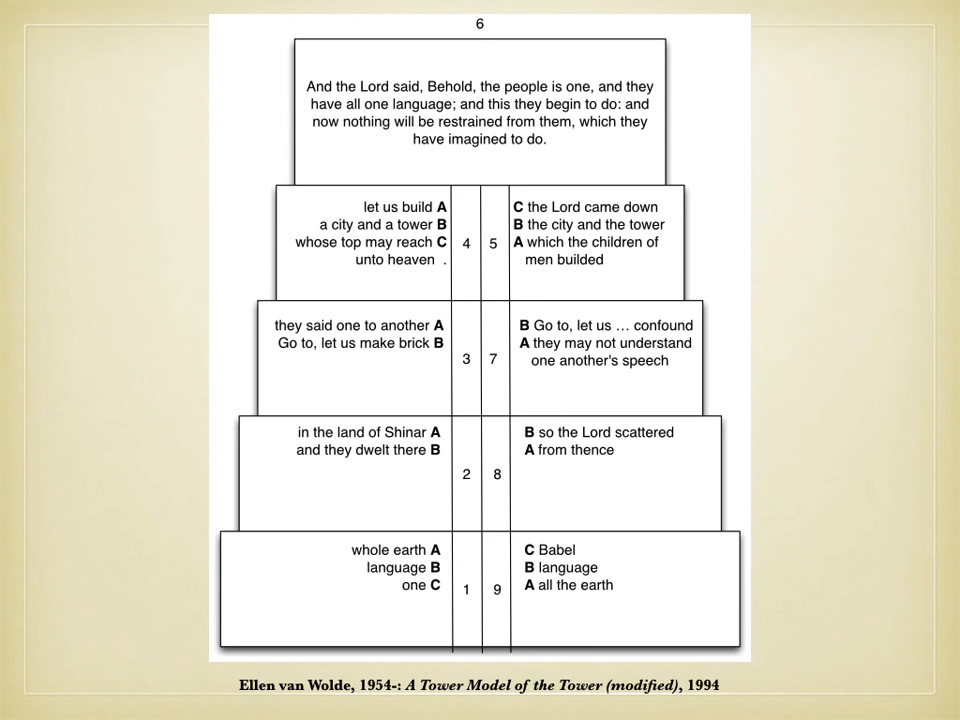 6
And the Lord said, Behold, the people is one, and they
have all one language; and this they begin to do: and
now nothing will be restrained from them, which they
have imagined to do.
let us build A
a city and a tower B
whose top may reach C
unto heaven .
4
5
C the Lord came down
B the city and the tower
A which the children of
men builded
they said one to another A
Go to, let us make brick B
3
7
B Go to, let us … confound
A they may not understand
one another's speech
in the land of Shinar A
and they dwelt there B
2
8
B so the Lord scattered
A from thence
whole earth A
language B
one C
1
9
C Babel
B language
A all the earth
Ellen van Wolde, 1954-: A Tower Model of the Tower (modified), 1994